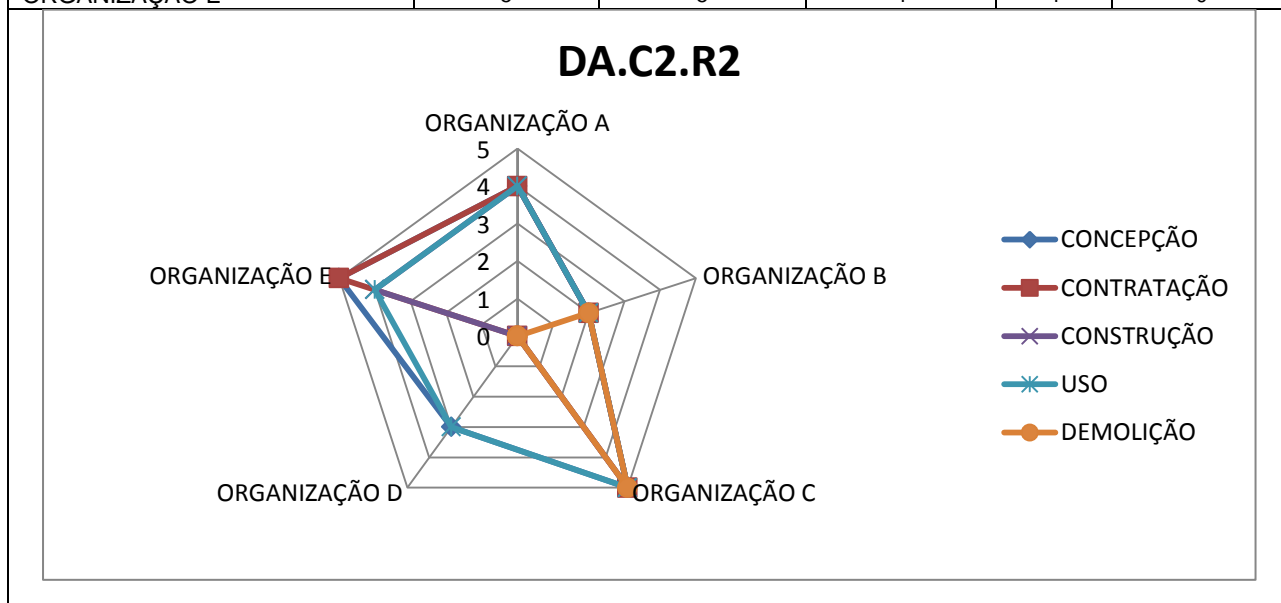 DA.C2.R2
ORGANIZAÇÃO A
5
4
3
2
1
0
ORGANIZAÇÃO B
ORGANIZAÇÃO C
ORGANIZAÇÃO D
ORGANIZAÇÃO E
CONCEPÇÃO
CONTRATAÇÃO
CONSTRUÇÃO
USO
DEMOLIÇÃO